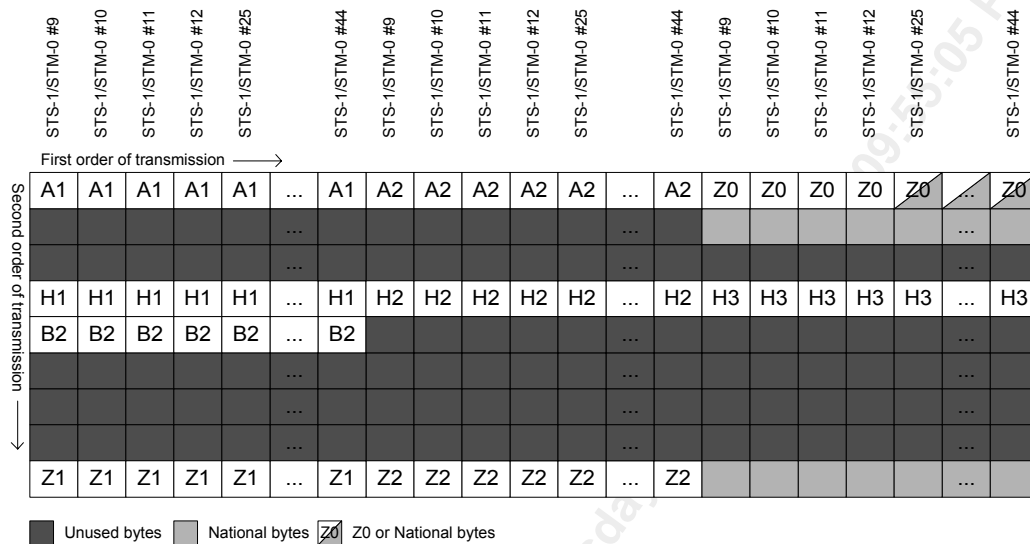 STS-1/STM-0 #9 STS-1/STM-0 #10 STS-1/STM-0 #11 STS-1/STM-0 #12 STS-1/STM-0 #25 STS-1/STM-0 #44 STS-1/STM-0 #9 STS-1/STM-0 #10 STS-1/STM-0 #11 STS-1/STM-0 #12 STS-1/STM-0 #25 STS-1/STM-0 #44 STS-1/STM-0 #9 STS-1/STM-0 #10 STS-1/STM-0 #11 STS-1/STM-0 #12 STS-1/STM-0 #25 STS-1/STM-0 #44
First order of transmission
Second order of transmission
A1 A1 A1 A1 A1 ... A1 A2 A2 A2 A2 A2 ... A2 Z0 Z0 Z0 Z0 Z0 ... Z0
... ... ...
... ... ...
H1 H1 H1 H1 H1 ... H1 H2 H2 H2 H2 H2 ... H2 H3 H3 H3 H3 H3 ... H3
B2 B2 B2 B2 B2 ... B2 ... ...
... ... ...
... ... ...
... ... ...
Z1 Z1 Z1 Z1 Z1 ... Z1 Z2 Z2 Z2 Z2 Z2 ... Z2 ...
Unused bytes National bytes Z0 Z0 or National bytes
09:55:05